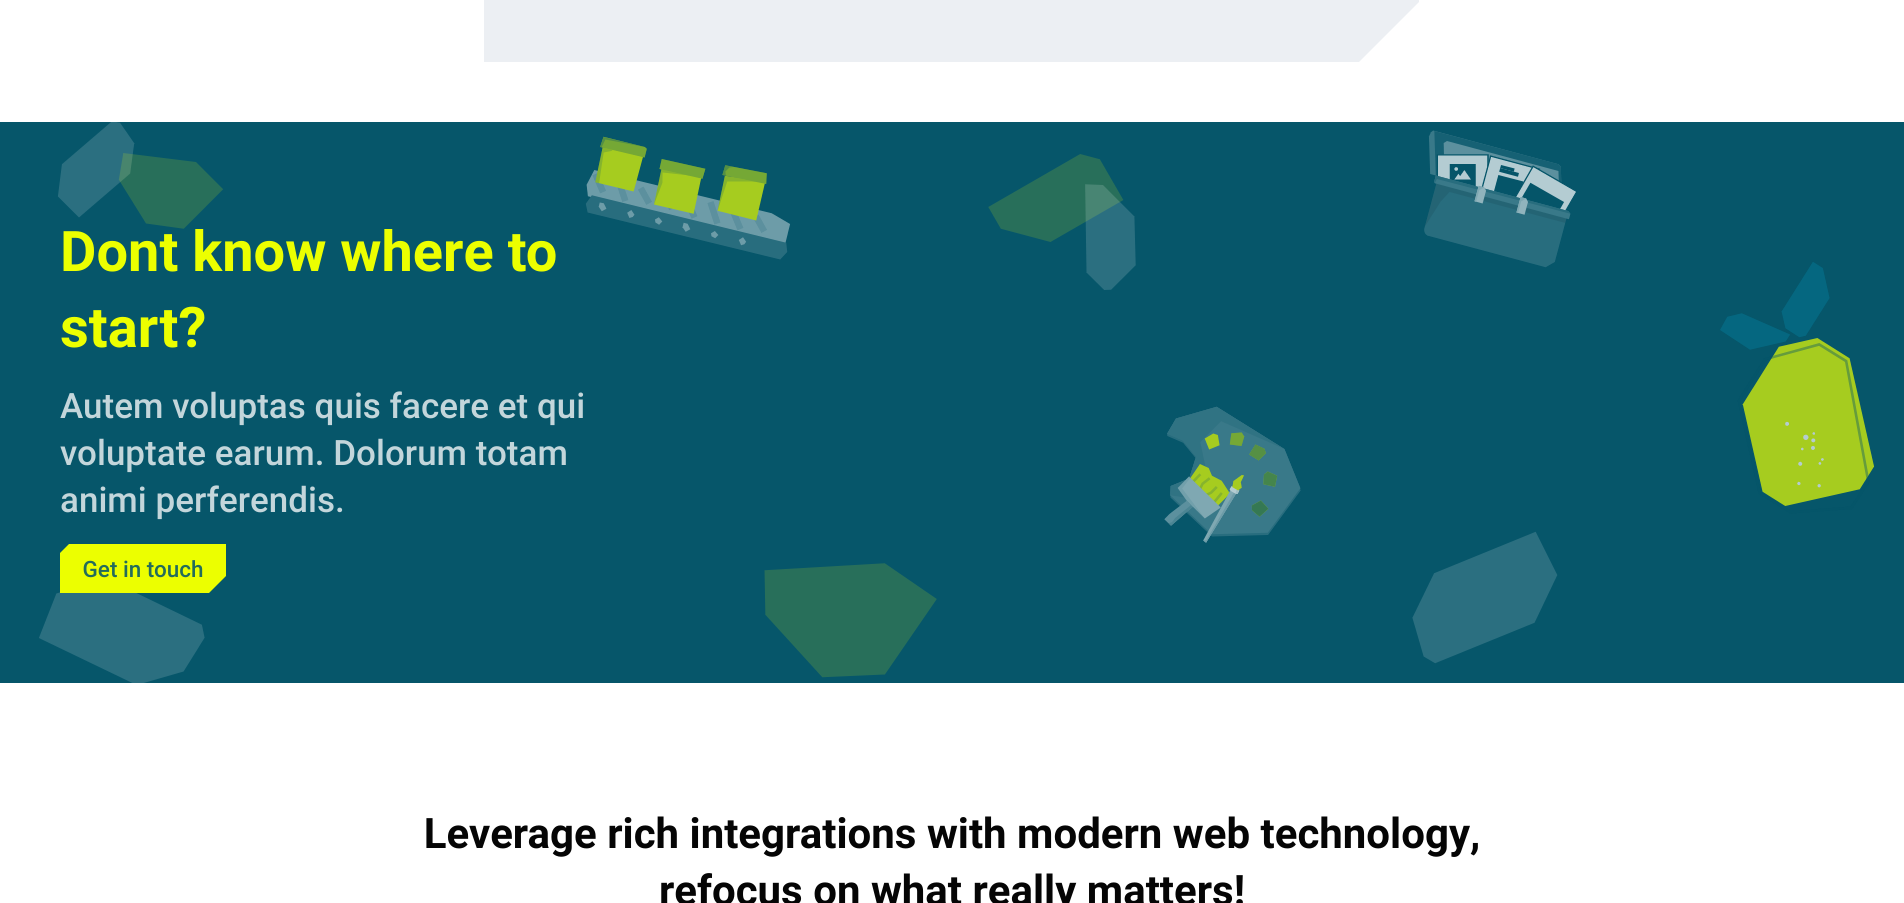 Dont know where to
start?
Autem voluptas quis facere et qui
voluptate earum. Dolorum totam
animi perferendis.
Get in touch
Leverage rich integrations with modern web technology,
refocus on what really matters!